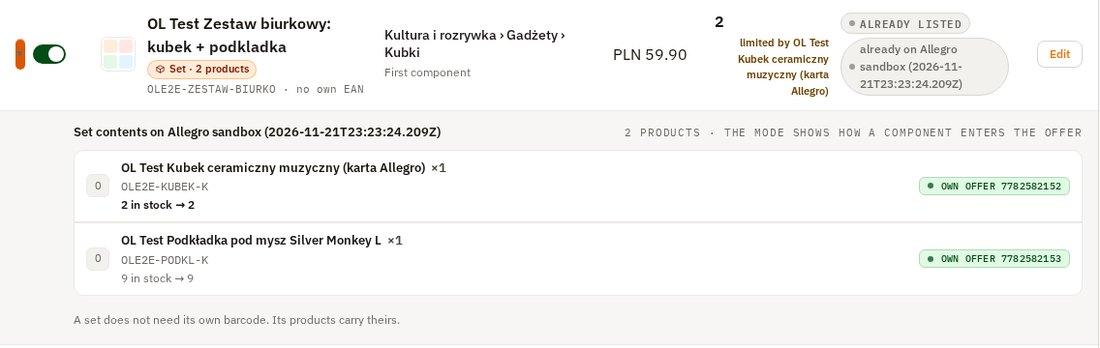 OL Test Zestaw biurkowy:
kubek + podkladka
Set · 2 products
OLE2E-ZESTAW-BIURKO · no own EAN
Kultura i rozrywka › Gadżety ›
Kubki
First component
PLN 59.90
2
limited by OL Test
Kubek ceramiczny
muzyczny (karta
Allegro)
ALREADY LISTED
already on Allegro
sandbox (2026-11-
21T23:23:24.209Z)
Edit
Set contents on Allegro sandbox (2026-11-21T23:23:24.209Z)
2 PRODUCTS · THE MODE SHOWS HOW A COMPONENT ENTERS THE OFFER
O
OL Test Kubek ceramiczny muzyczny (karta Allegro) ×1
OLE2E-KUBEK-K
2 in stock → 2
OWN OFFER 7782582152
O
OL Test Podkładka pod mysz Silver Monkey L ×1
OLE2E-PODKL-K
9 in stock → 9
OWN OFFER 7782582153
A set does not need its own barcode. Its products carry theirs.